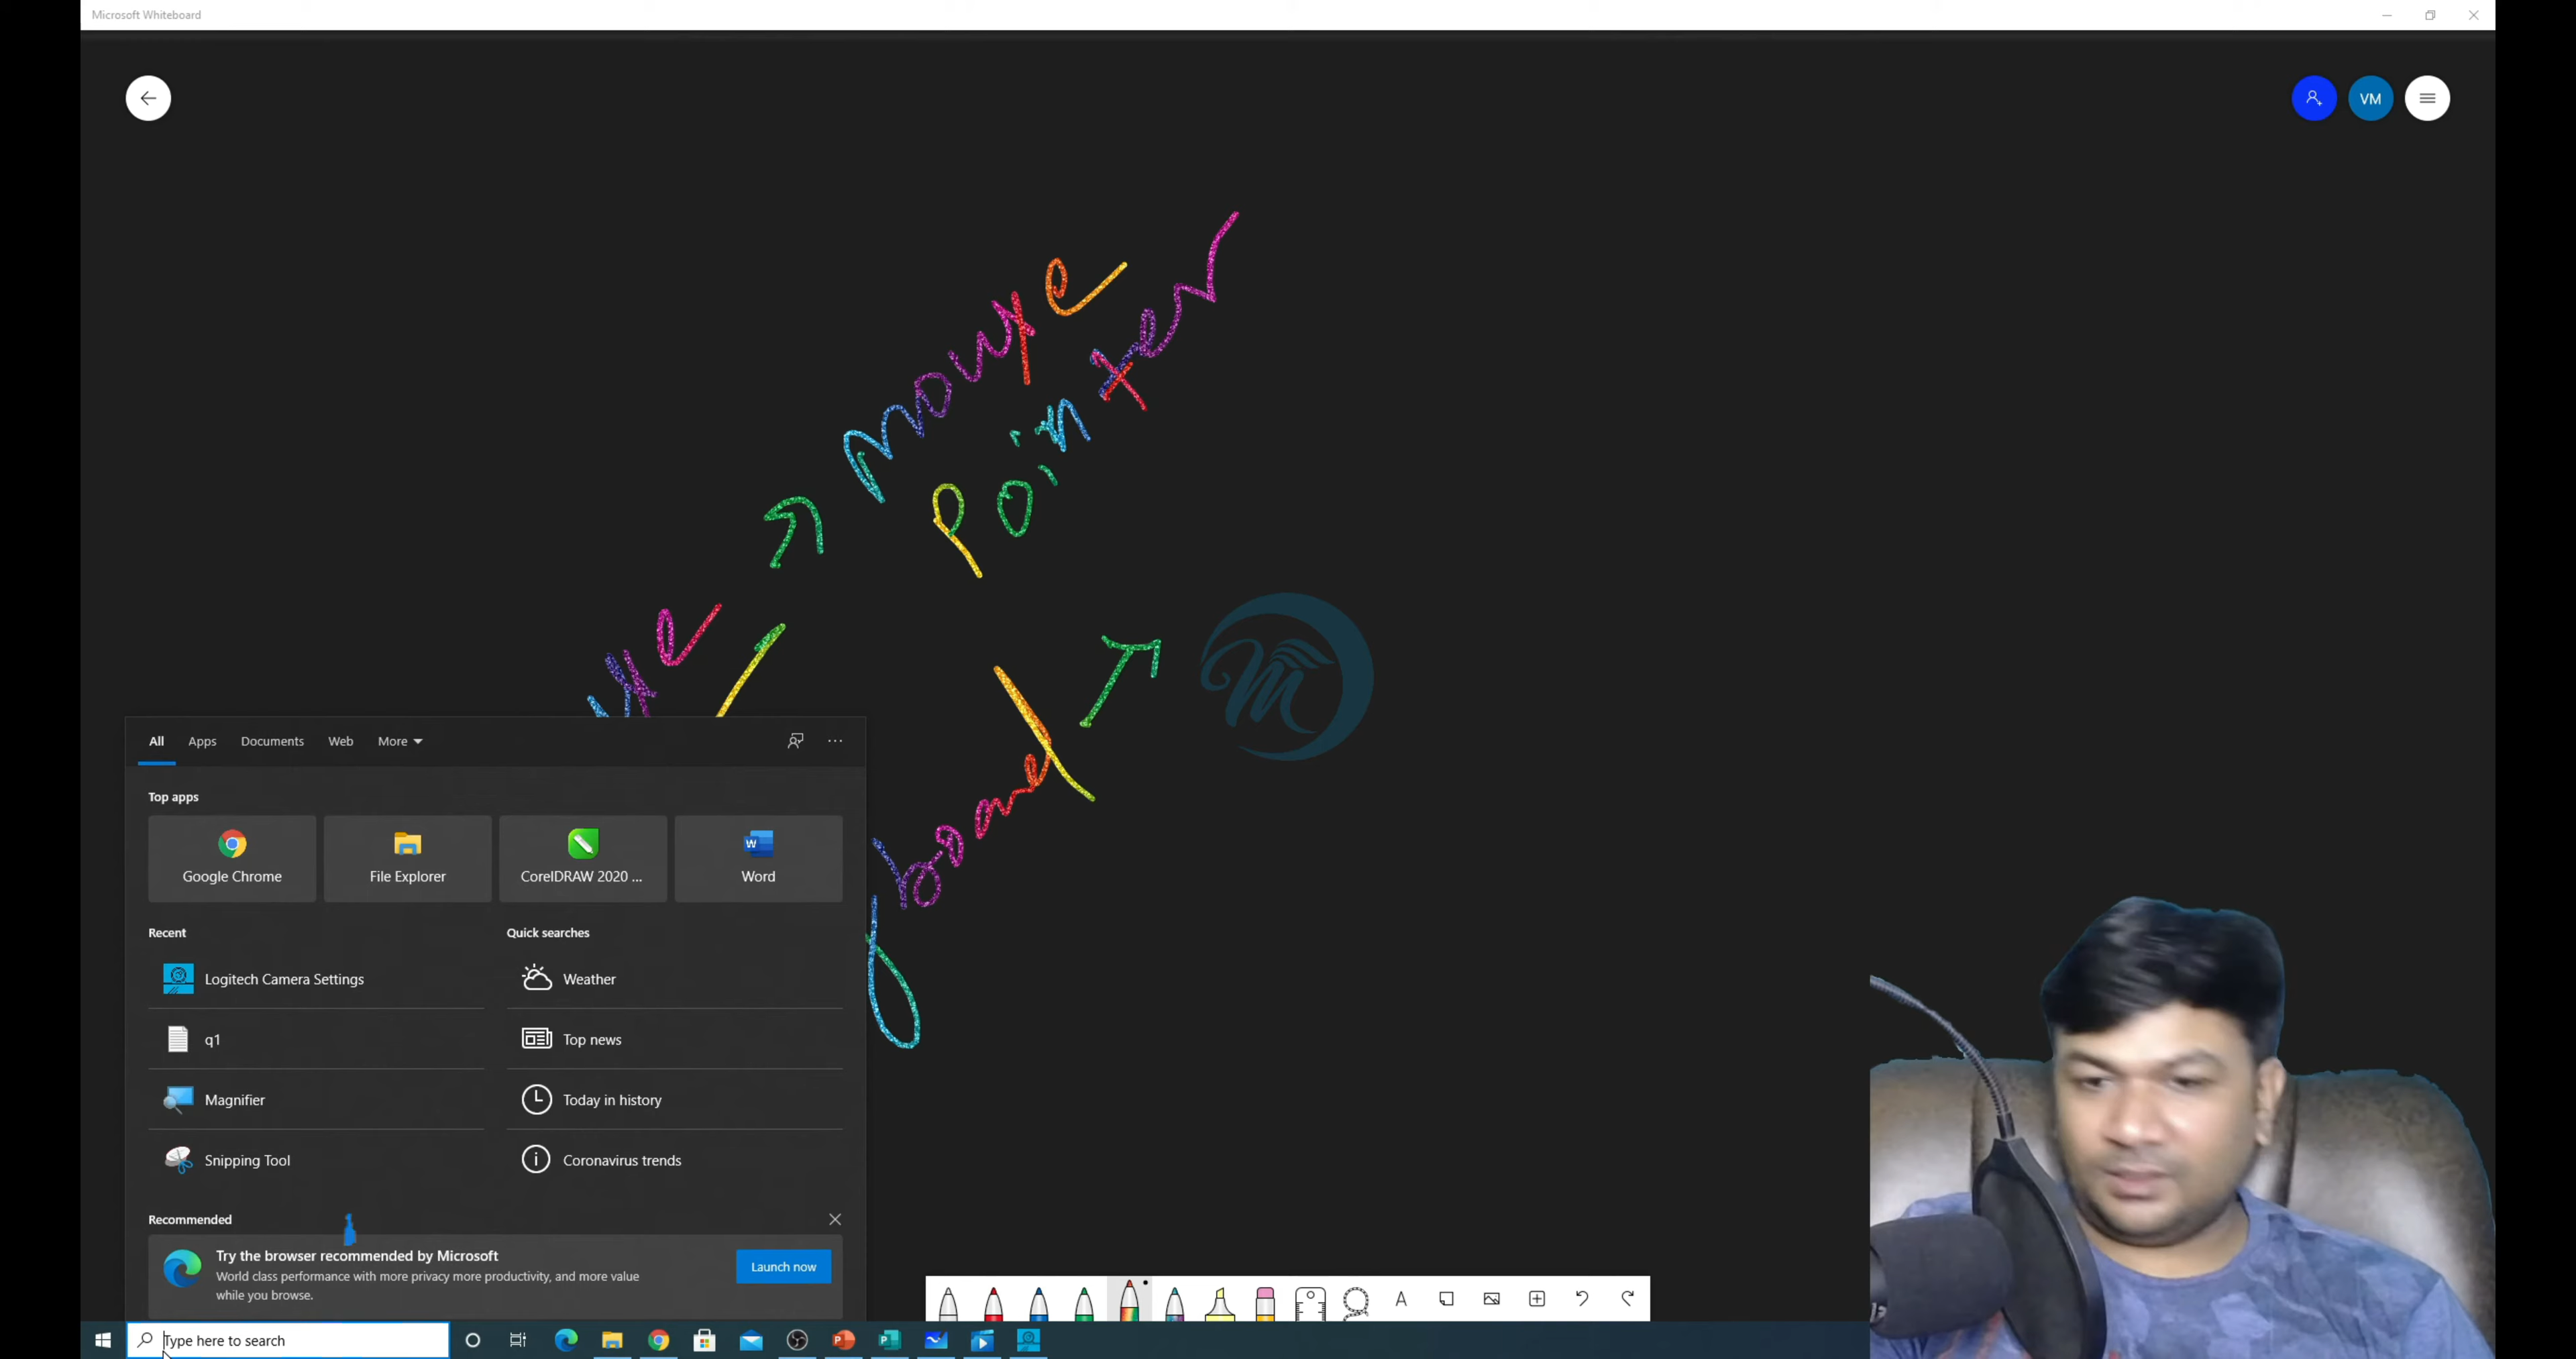 Microsoft Whiteboard
VM
mouse
Pointer
All Apps Documents Web More
Top apps
Google Chrome File Explorer CorelDRAW 2020 ... Word
Recent Quick searches
Logitech Camera Settings Weather
q1 Top news
Magnifier Today in history
Snipping Tool Coronavirus trends
Recommended
Try the browser recommended by Microsoft
World class performance with more privacy more productivity, and more value
while you browse.
Launch now
Type here to search